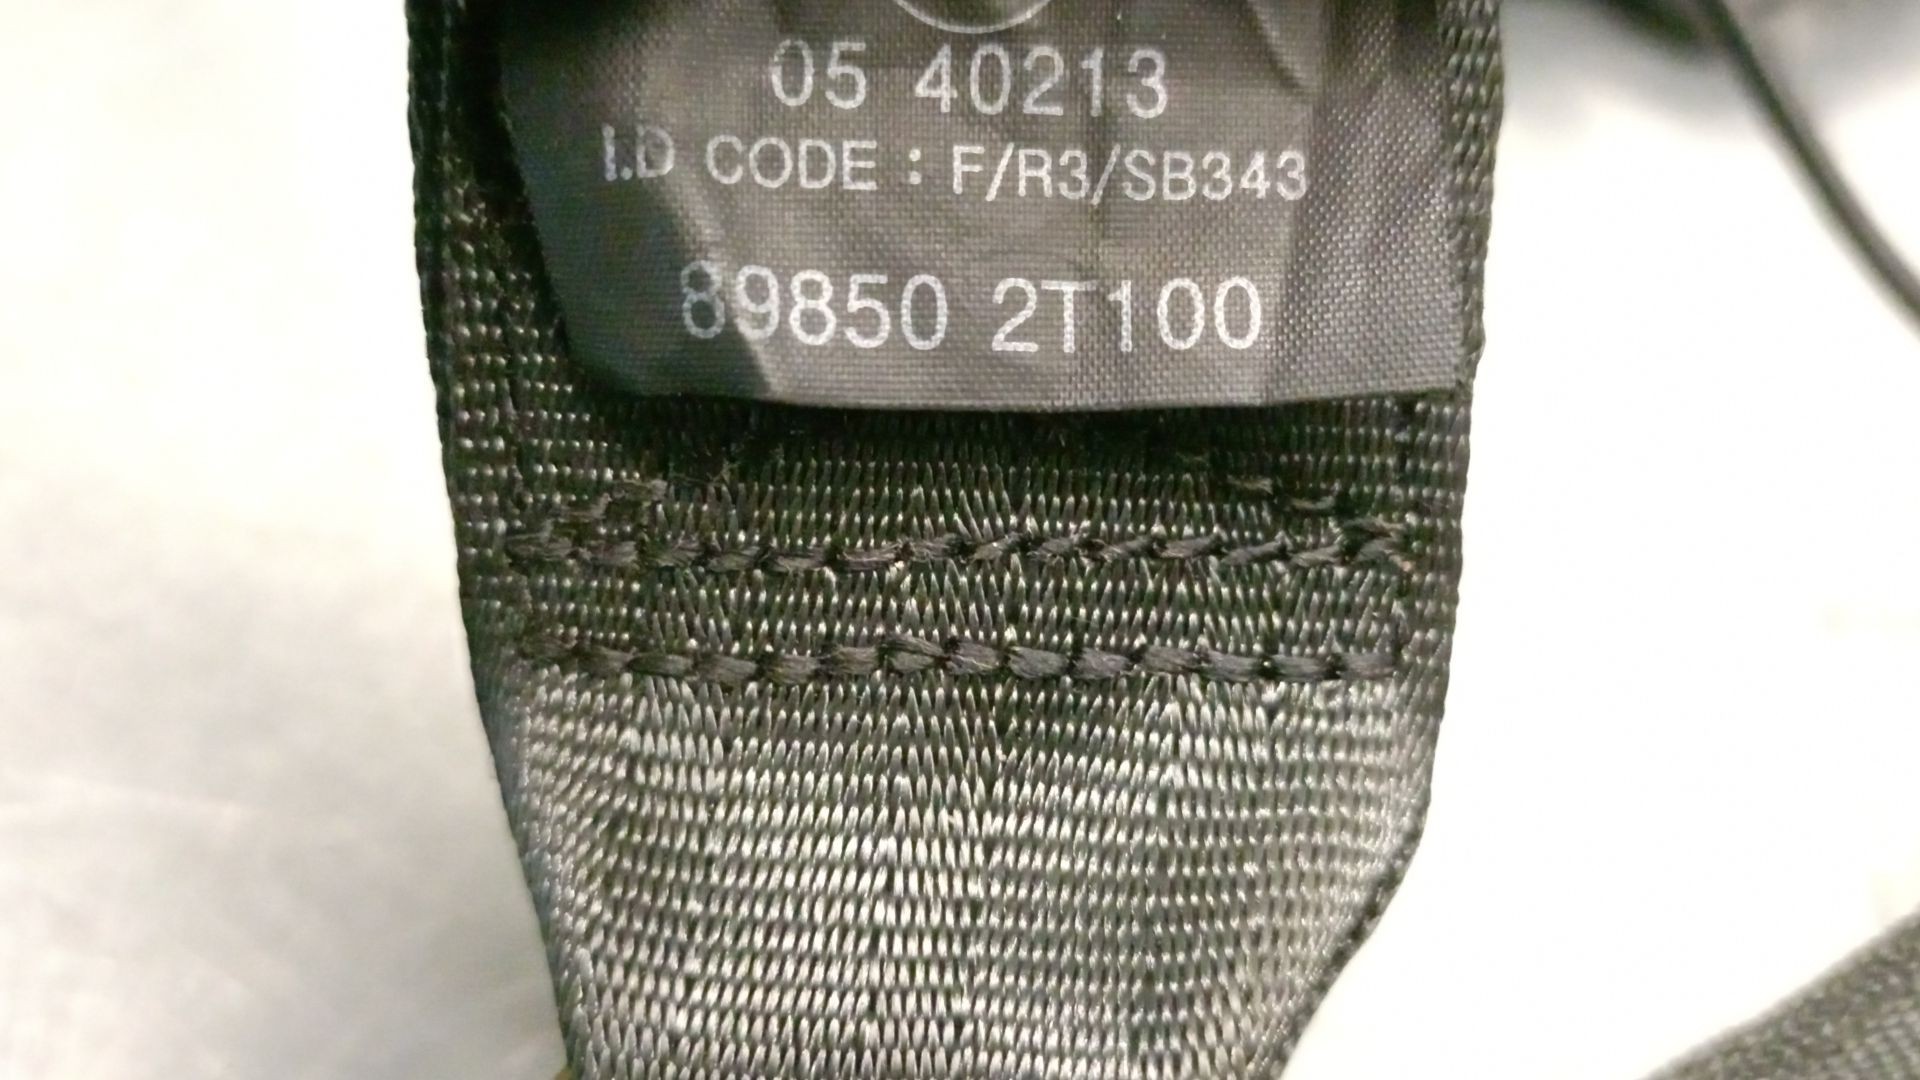 05 40213
I.D CODE : F/R3/SB343
89850 2T100